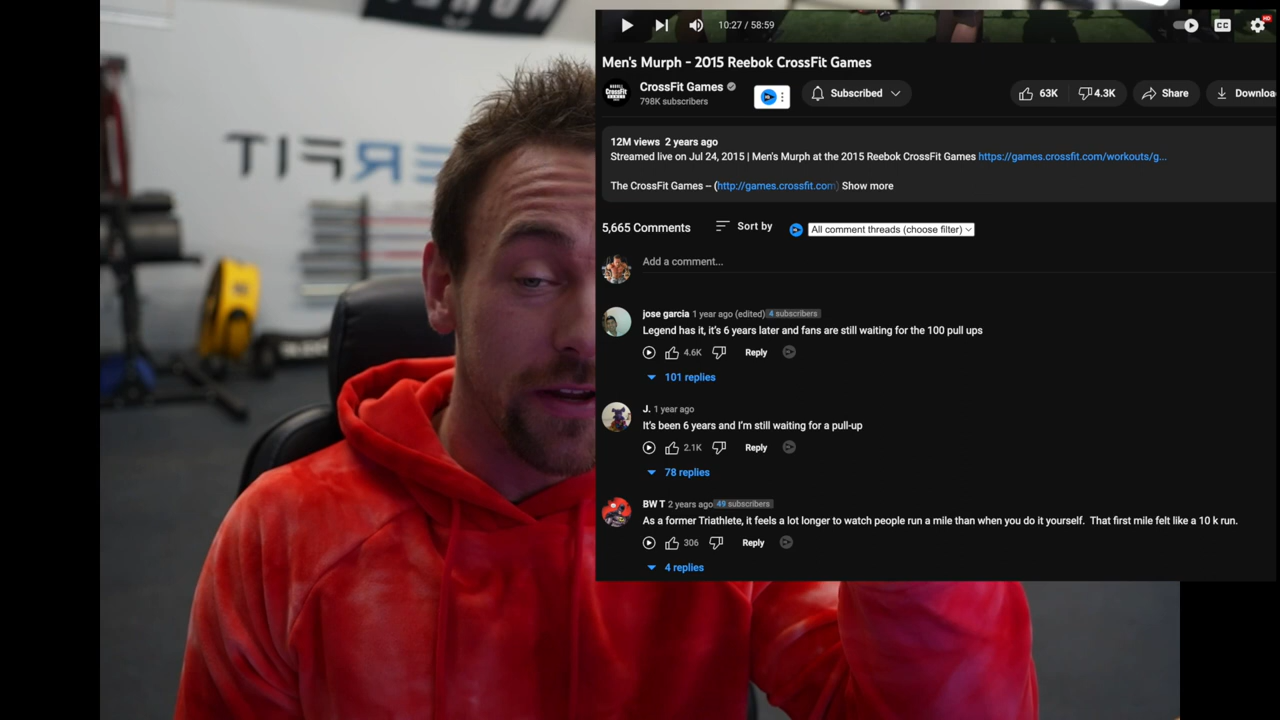 10:27 / 58:59
CC
HD
Men's Murph - 2015 Reebok CrossFit Games
CrossFit Games
798K subscribers
Subscribed
63K
4.3K
Share
Downloa
12M views 2 years ago
Streamed live on Jul 24, 2015 | Men's Murph at the 2015 Reebok CrossFit Games https://games.crossfit.com/workouts/g...
The CrossFit Games – (http://games.crossfit.com) Show more
5,665 Comments
Sort by
All comment threads (choose filter)
Add a comment...
jose garcia 1 year ago (edited) 4 subscribers
Legend has it, it's 6 years later and fans are still waiting for the 100 pull ups
4.6K
Reply
101 replies
J. 1 year ago
It's been 6 years and I'm still waiting for a pull-up
2.1K
Reply
78 replies
BW T 2 years ago 49 subscribers
As a former Triathlete, it feels a lot longer to watch people run a mile than when you do it yourself. That first mile felt like a 10 k run.
306
Reply
4 replies
ERFIT